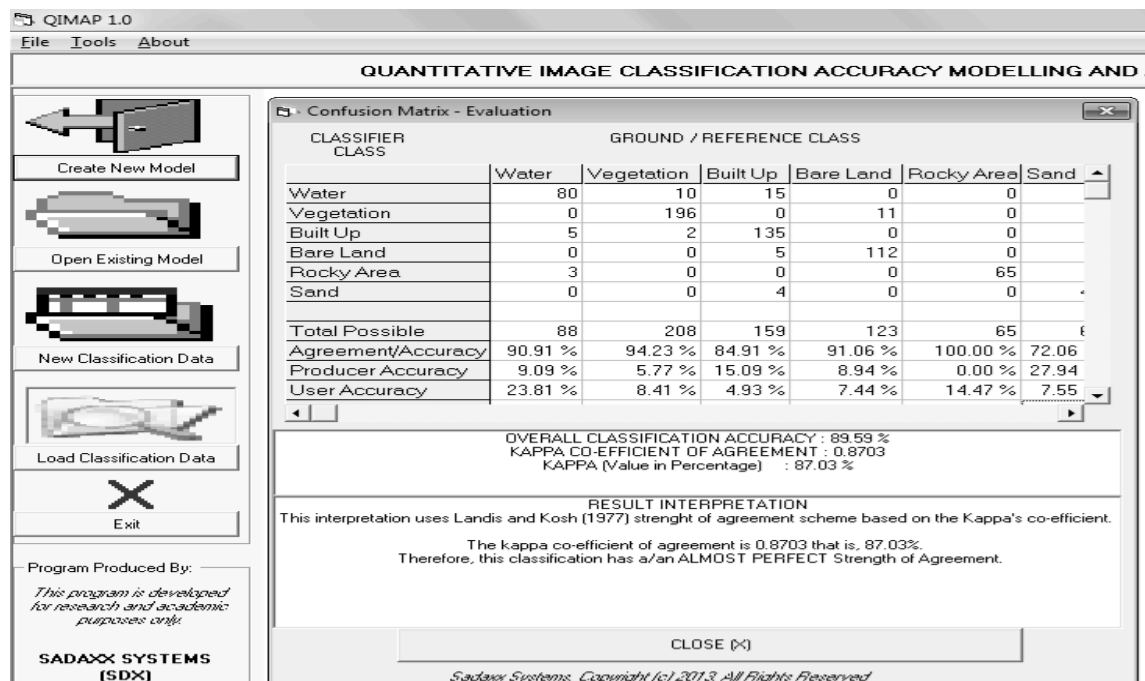 QIMAP 1.0
File Tools About
QUANTITATIVE IMAGE CLASSIFICATION ACCURACY MODELLING AND
Create New Model
Open Existing Model
New Classification Data
Load Classification Data
Exit
Program Produced By:
This program is developed
for research and academic
purposes only.
SADAXX SYSTEMS
(SDX)
Confusion Matrix - Evaluation
CLASSIFIER
CLASS
GROUND / REFERENCE CLASS
Water Vegetation Built Up Bare Land Rocky Area Sand
Water 80 10 15 0 0
Vegetation 0 196 0 11 0
Built Up 5 2 135 0 0
Bare Land 0 0 5 112 0
Rocky Area 3 0 0 0 65
Sand 0 0 4 0 0
Total Possible 88 208 159 123 65
Agreement/Accuracy 90.91 % 94.23 % 84.91 % 91.06 % 100.00 % 72.06
Producer Accuracy 9.09 % 5.77 % 15.09 % 8.94 % 0.00 % 27.94
User Accuracy 23.81 % 8.41 % 4.93 % 7.44 % 14.47 % 7.55
OVERALL CLASSIFICATION ACCURACY : 89.59 %
KAPPA CO-EFFICIENT OF AGREEMENT : 0.8703
KAPPA (Value in Percentage) : 87.03 %
RESULT INTERPRETATION
This interpretation uses Landis and Kosh (1977) strenght of agreement scheme based on the Kappa's co-efficient.
The kappa co-efficient of agreement is 0.8703 that is, 87.03%.
Therefore, this classification has a/an ALMOST PERFECT Strength of Agreement.
CLOSE (X)
Sadaxx Systems. Copyright (c) 2013. All Rights Reserved